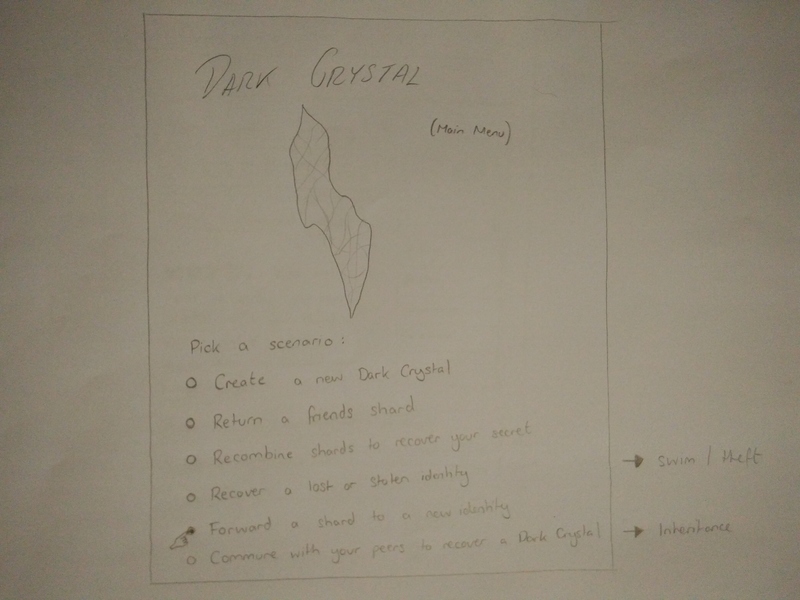 DARK CRYSTAL
(Main Menu)
Pick a scenario:
Create a new Dark Crystal
Return a friends shard
Recombine shards to recover your secret
Recover a lost or stolen identity
→ swim / theft
Forward a shard to a new identity
Commune with your peers to recover a Dark Crystal
→ Inheritance